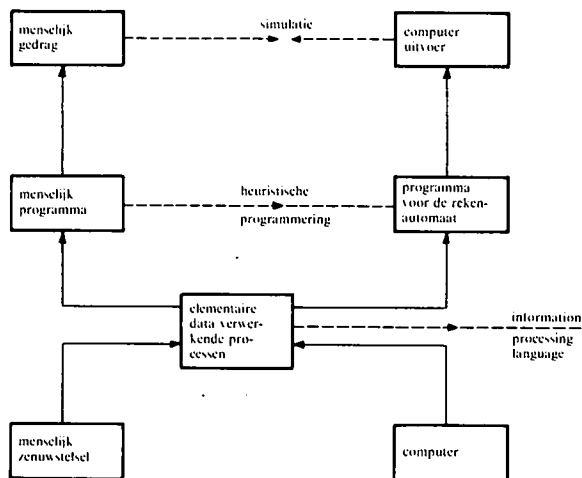 menselijk
gedrag
simulatie
computer
uitvoer
menselijk
programma
heuristische
programmering
programma
voor de reken-
automaat
elementaire
data verwer-
kende pro-
cessen
information
processing
language
menselijk
zenuwstelsel
computer